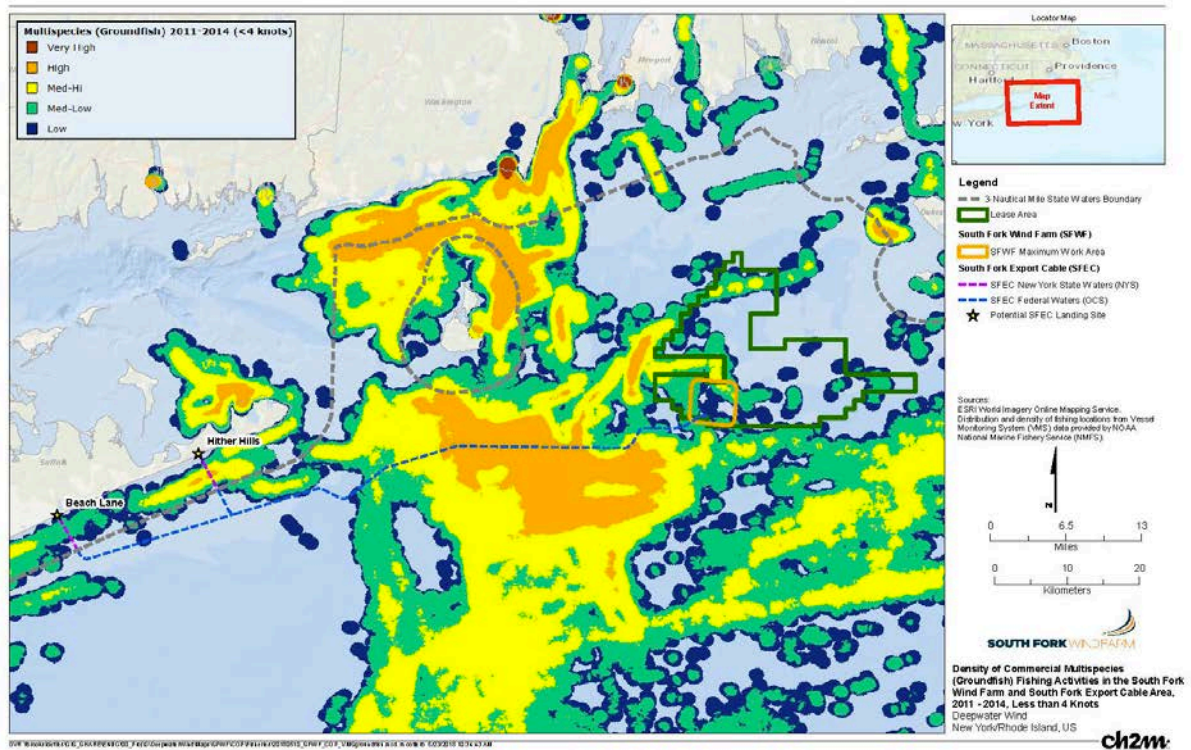 Multispecies (Groundfish) 2011-2014 (<4 knots)
Very High
High
Med-Hi
Med-Low
Low
Washington
Newport
Bristol
Suffolk
Hither Hills
Beach Lane
Locator Map
MASSACHUSETTS
Boston
CONNECTICUT
Providence
Hartford
Map
Extent
w York
Legend
3-Nautical Mile State Waters Boundary
Lease Area
South Fork Wind Farm (SFWF)
SFWF Maximum Work Area
South Fork Export Cable (SFEC)
SFEC New York State Waters (NYS)
SFEC Federal Waters (OCS)
Potential SFEC Landing Site
Sources:
ESRI World Imagery Online Mapping Service.
Distribution and density of fishing locations from Vessel
Monitoring System (VMS) data provided by NOAA
National Marine Fishery Service (NMFS).
N
0 6.5 13
Miles
0 10 20
Kilometers
SOUTH FORK WINDFARM
Density of Commercial Multispecies
(Groundfish) Fishing Activities in the South Fork
Wind Farm and South Fork Export Cable Area,
2011 - 2014, Less than 4 Knots
Deepwater Wind
New York/Rhode Island, US
ch2m: